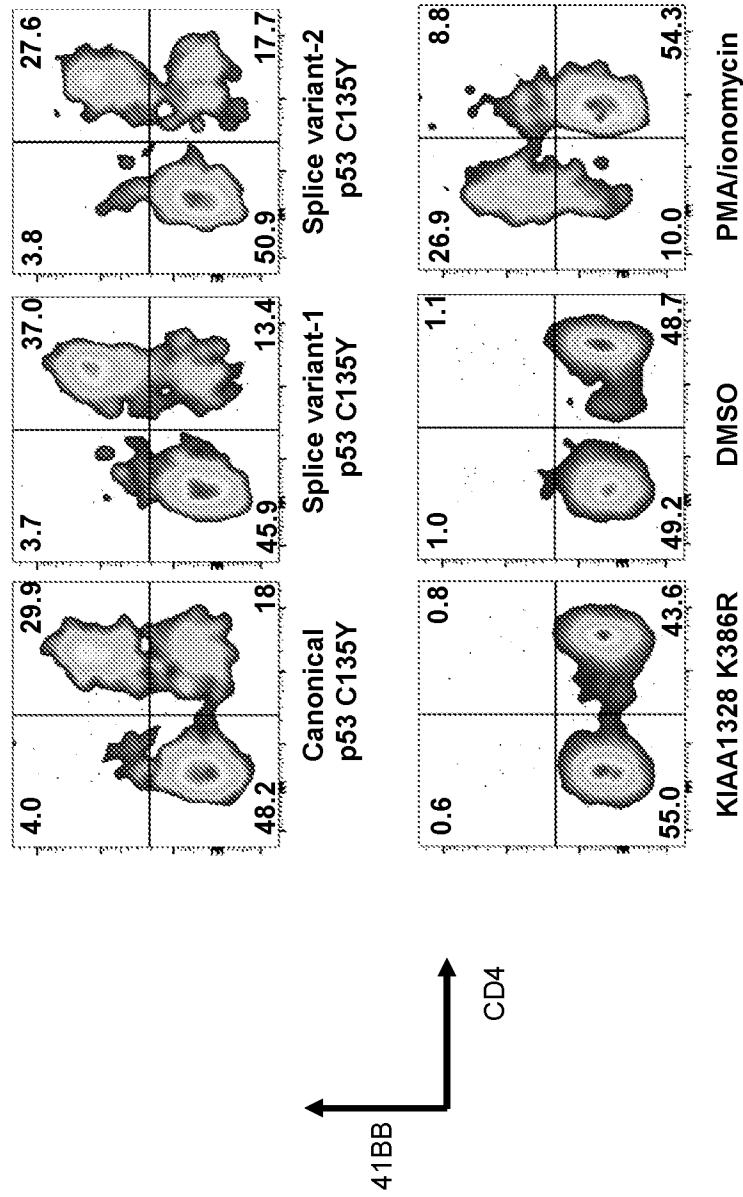 4.0
29.9
48.2
18
Canonical
p53 C135Y
3.7
37.0
45.9
13.4
Splice variant-1
p53 C135Y
3.8
27.6
50.9
17.7
Splice variant-2
p53 C135Y
41BB
CD4
0.6
0.8
55.0
43.6
KIAA1328 K386R
1.0
1.1
49.2
48.7
DMSO
26.9
8.8
10.0
54.3
PMA/ionomycin